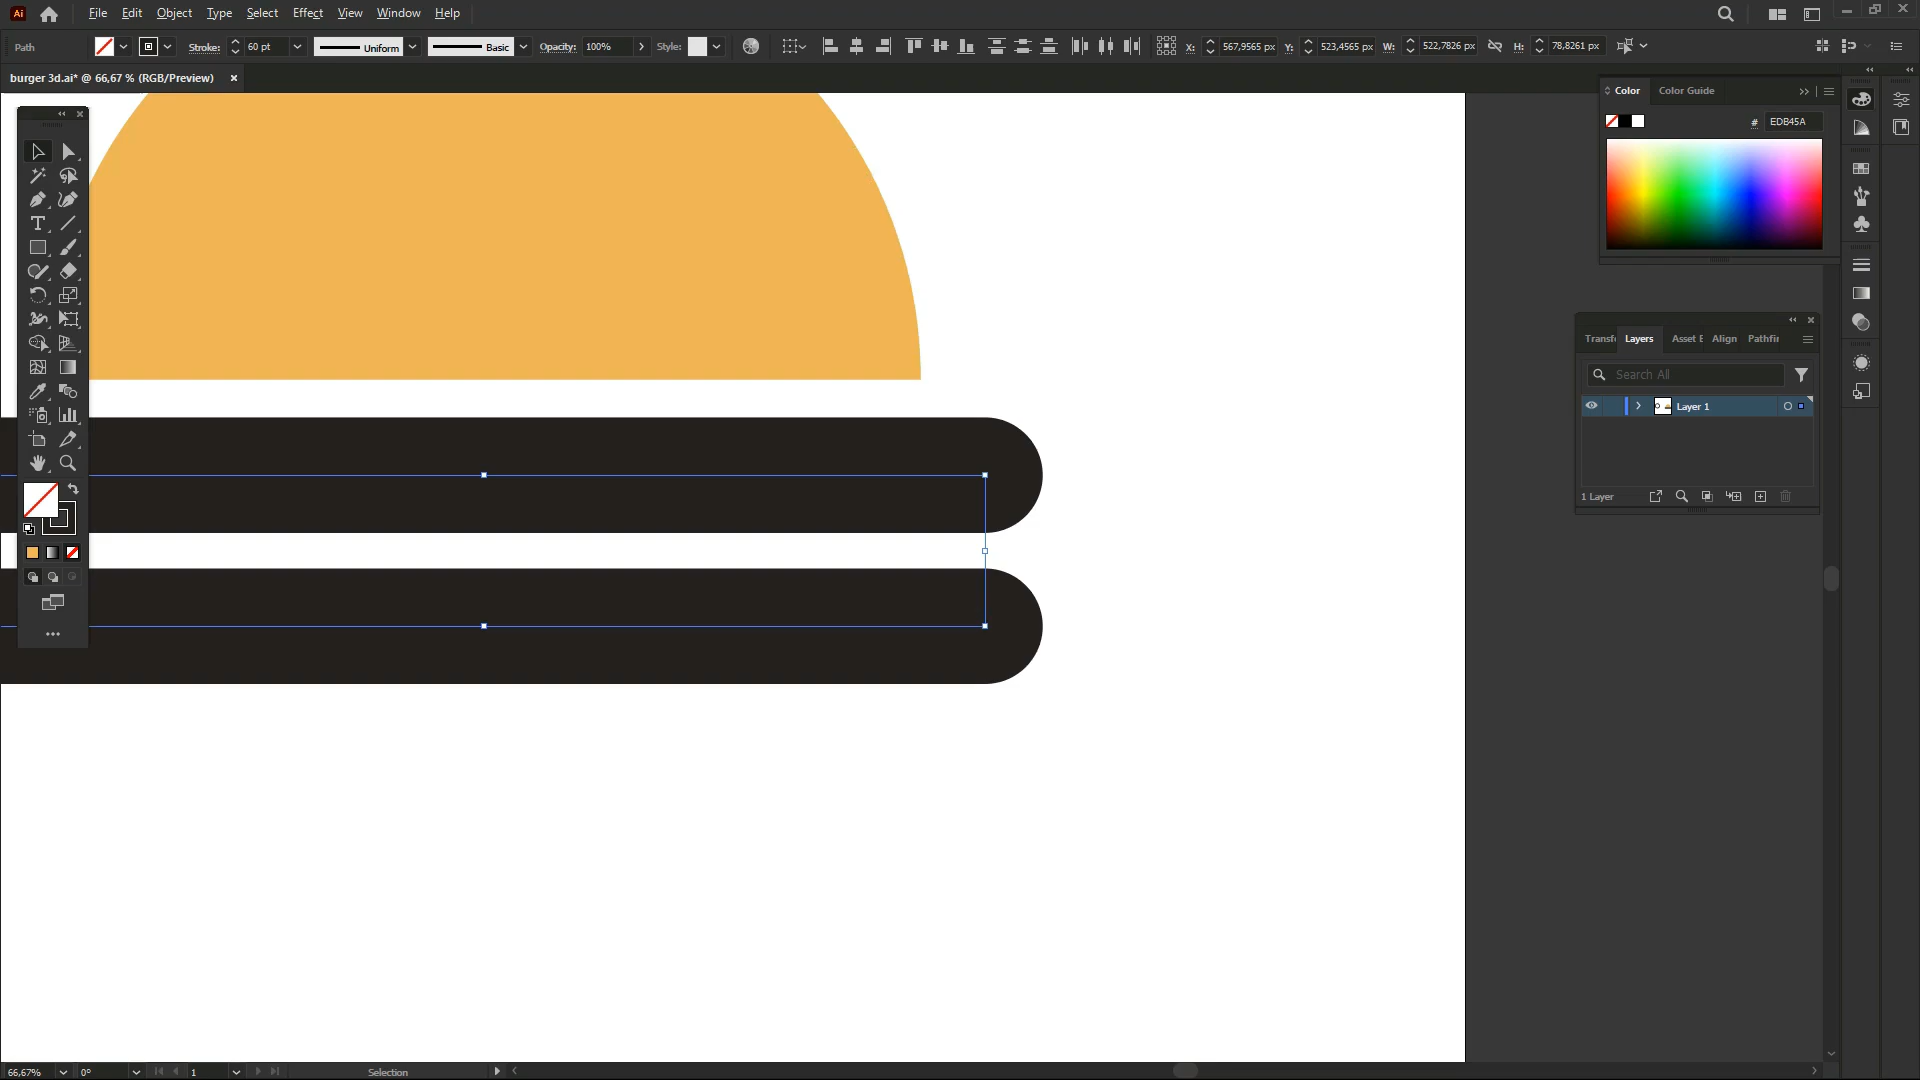 Ai File Edit Object Type Select Effect View Window Help
Path Stroke: 60 pt Uniform Basic Opacity: 100% Style: X: 567,9565 px Y: 523,4565 px W: 522,7826 px H: 78,8261 px
burger 3d.ai* @ 66,67 % (RGB/Preview) ×
Color Color Guide
# EDB45A
Transf Layers Asset E Align Pathfi
Search All
Layer 1
1 Layer
66,67% 0° 1 Selection